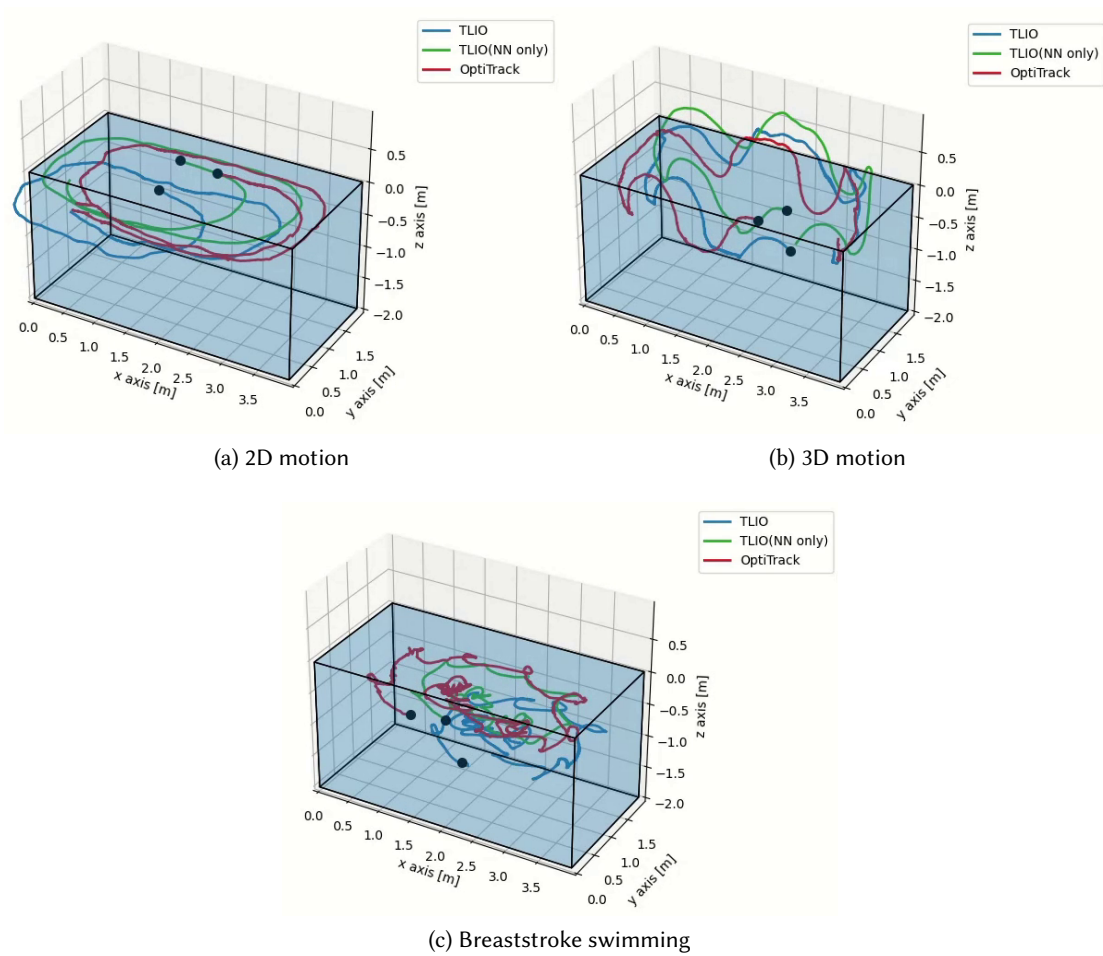 TLIO
TLIO(NN only)
OptiTrack
0.5
0.0
−0.5
−1.0
−1.5
−2.0
z axis [m]
0.0
0.5
1.0
1.5
2.0
2.5
3.0
3.5
x axis [m]
0.0
0.5
1.0
1.5
y axis [m]
(a) 2D motion
TLIO
TLIO(NN only)
OptiTrack
0.5
0.0
−0.5
−1.0
−1.5
−2.0
z axis [m]
0.0
0.5
1.0
1.5
2.0
2.5
3.0
3.5
x axis [m]
0.0
0.5
1.0
1.5
y axis [m]
(b) 3D motion
TLIO
TLIO(NN only)
OptiTrack
0.5
0.0
−0.5
−1.0
−1.5
−2.0
z axis [m]
0.0
0.5
1.0
1.5
2.0
2.5
3.0
3.5
x axis [m]
0.0
0.5
1.0
1.5
y axis [m]
(c) Breaststroke swimming